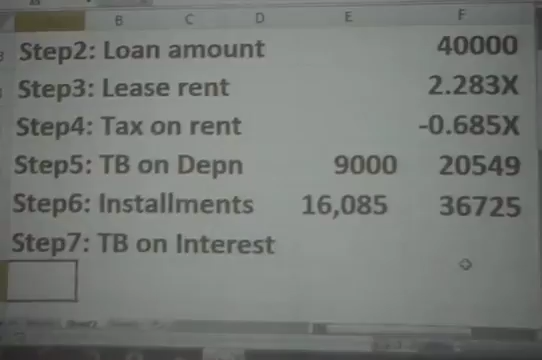 B C D E F
Step2: Loan amount 40000
Step3: Lease rent 2.283X
Step4: Tax on rent -0.685X
Step5: TB on Depn 9000 20549
Step6: Installments 16,085 36725
Step7: TB on Interest